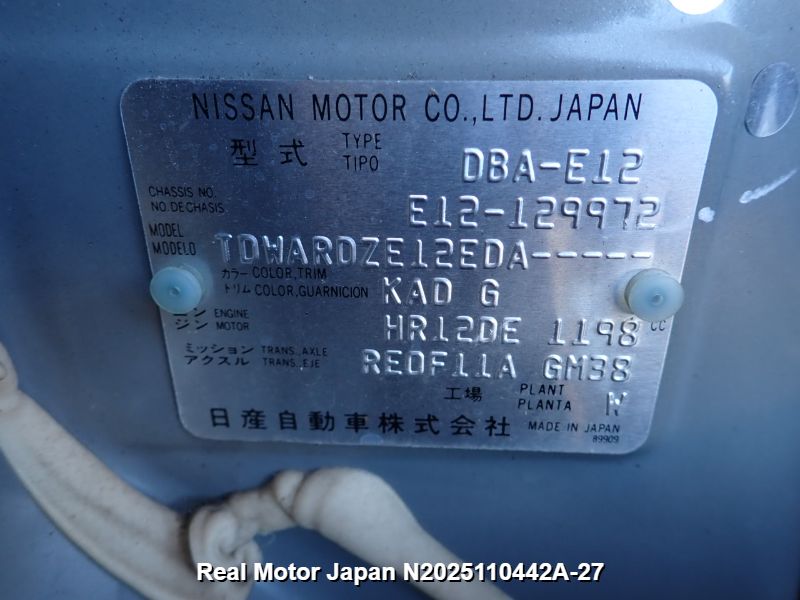 NISSAN MOTOR CO.,LTD. JAPAN
型式 TYPE TIPO DBA-E12
CHASSIS NO. NO.DECHASIS E12-129972
MODEL MODELO TDWARDZE12EDA-----
カラー COLOR,TRIM
トリム COLOR,GUARNICION KAD G
エンジン ENGINE MOTOR HR12DE 1198 CC
ミッション TRANS.,AXLE
アクスル TRANS.,EJE RE0F11A GM38
工場 PLANT PLANTA W
日産自動車株式会社 MADE IN JAPAN
89909
Real Motor Japan N2025110442A-27